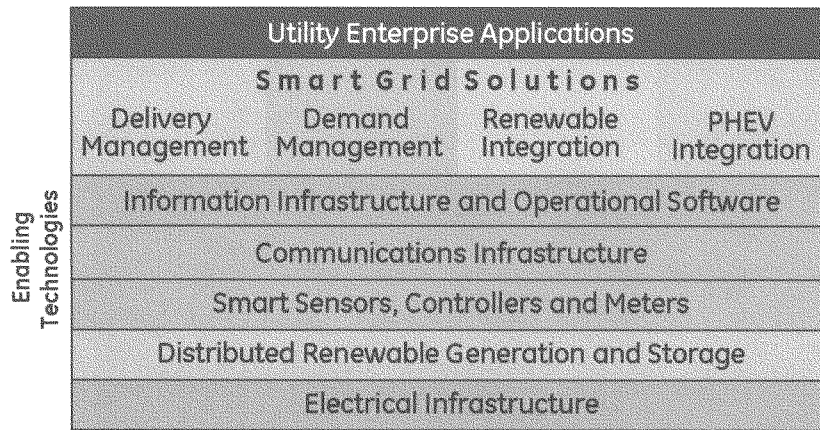 Utility Enterprise Applications
Smart Grid Solutions
Delivery Management
Demand Management
Renewable Integration
PHEV Integration
Enabling Technologies
Information Infrastructure and Operational Software
Communications Infrastructure
Smart Sensors, Controllers and Meters
Distributed Renewable Generation and Storage
Electrical Infrastructure